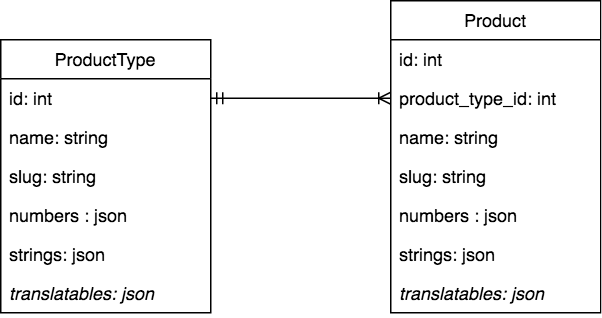 ProductType
id: int
name: string
slug: string
numbers : json
strings: json
translatables: json
Product
id: int
product_type_id: int
name: string
slug: string
numbers : json
strings: json
translatables: json